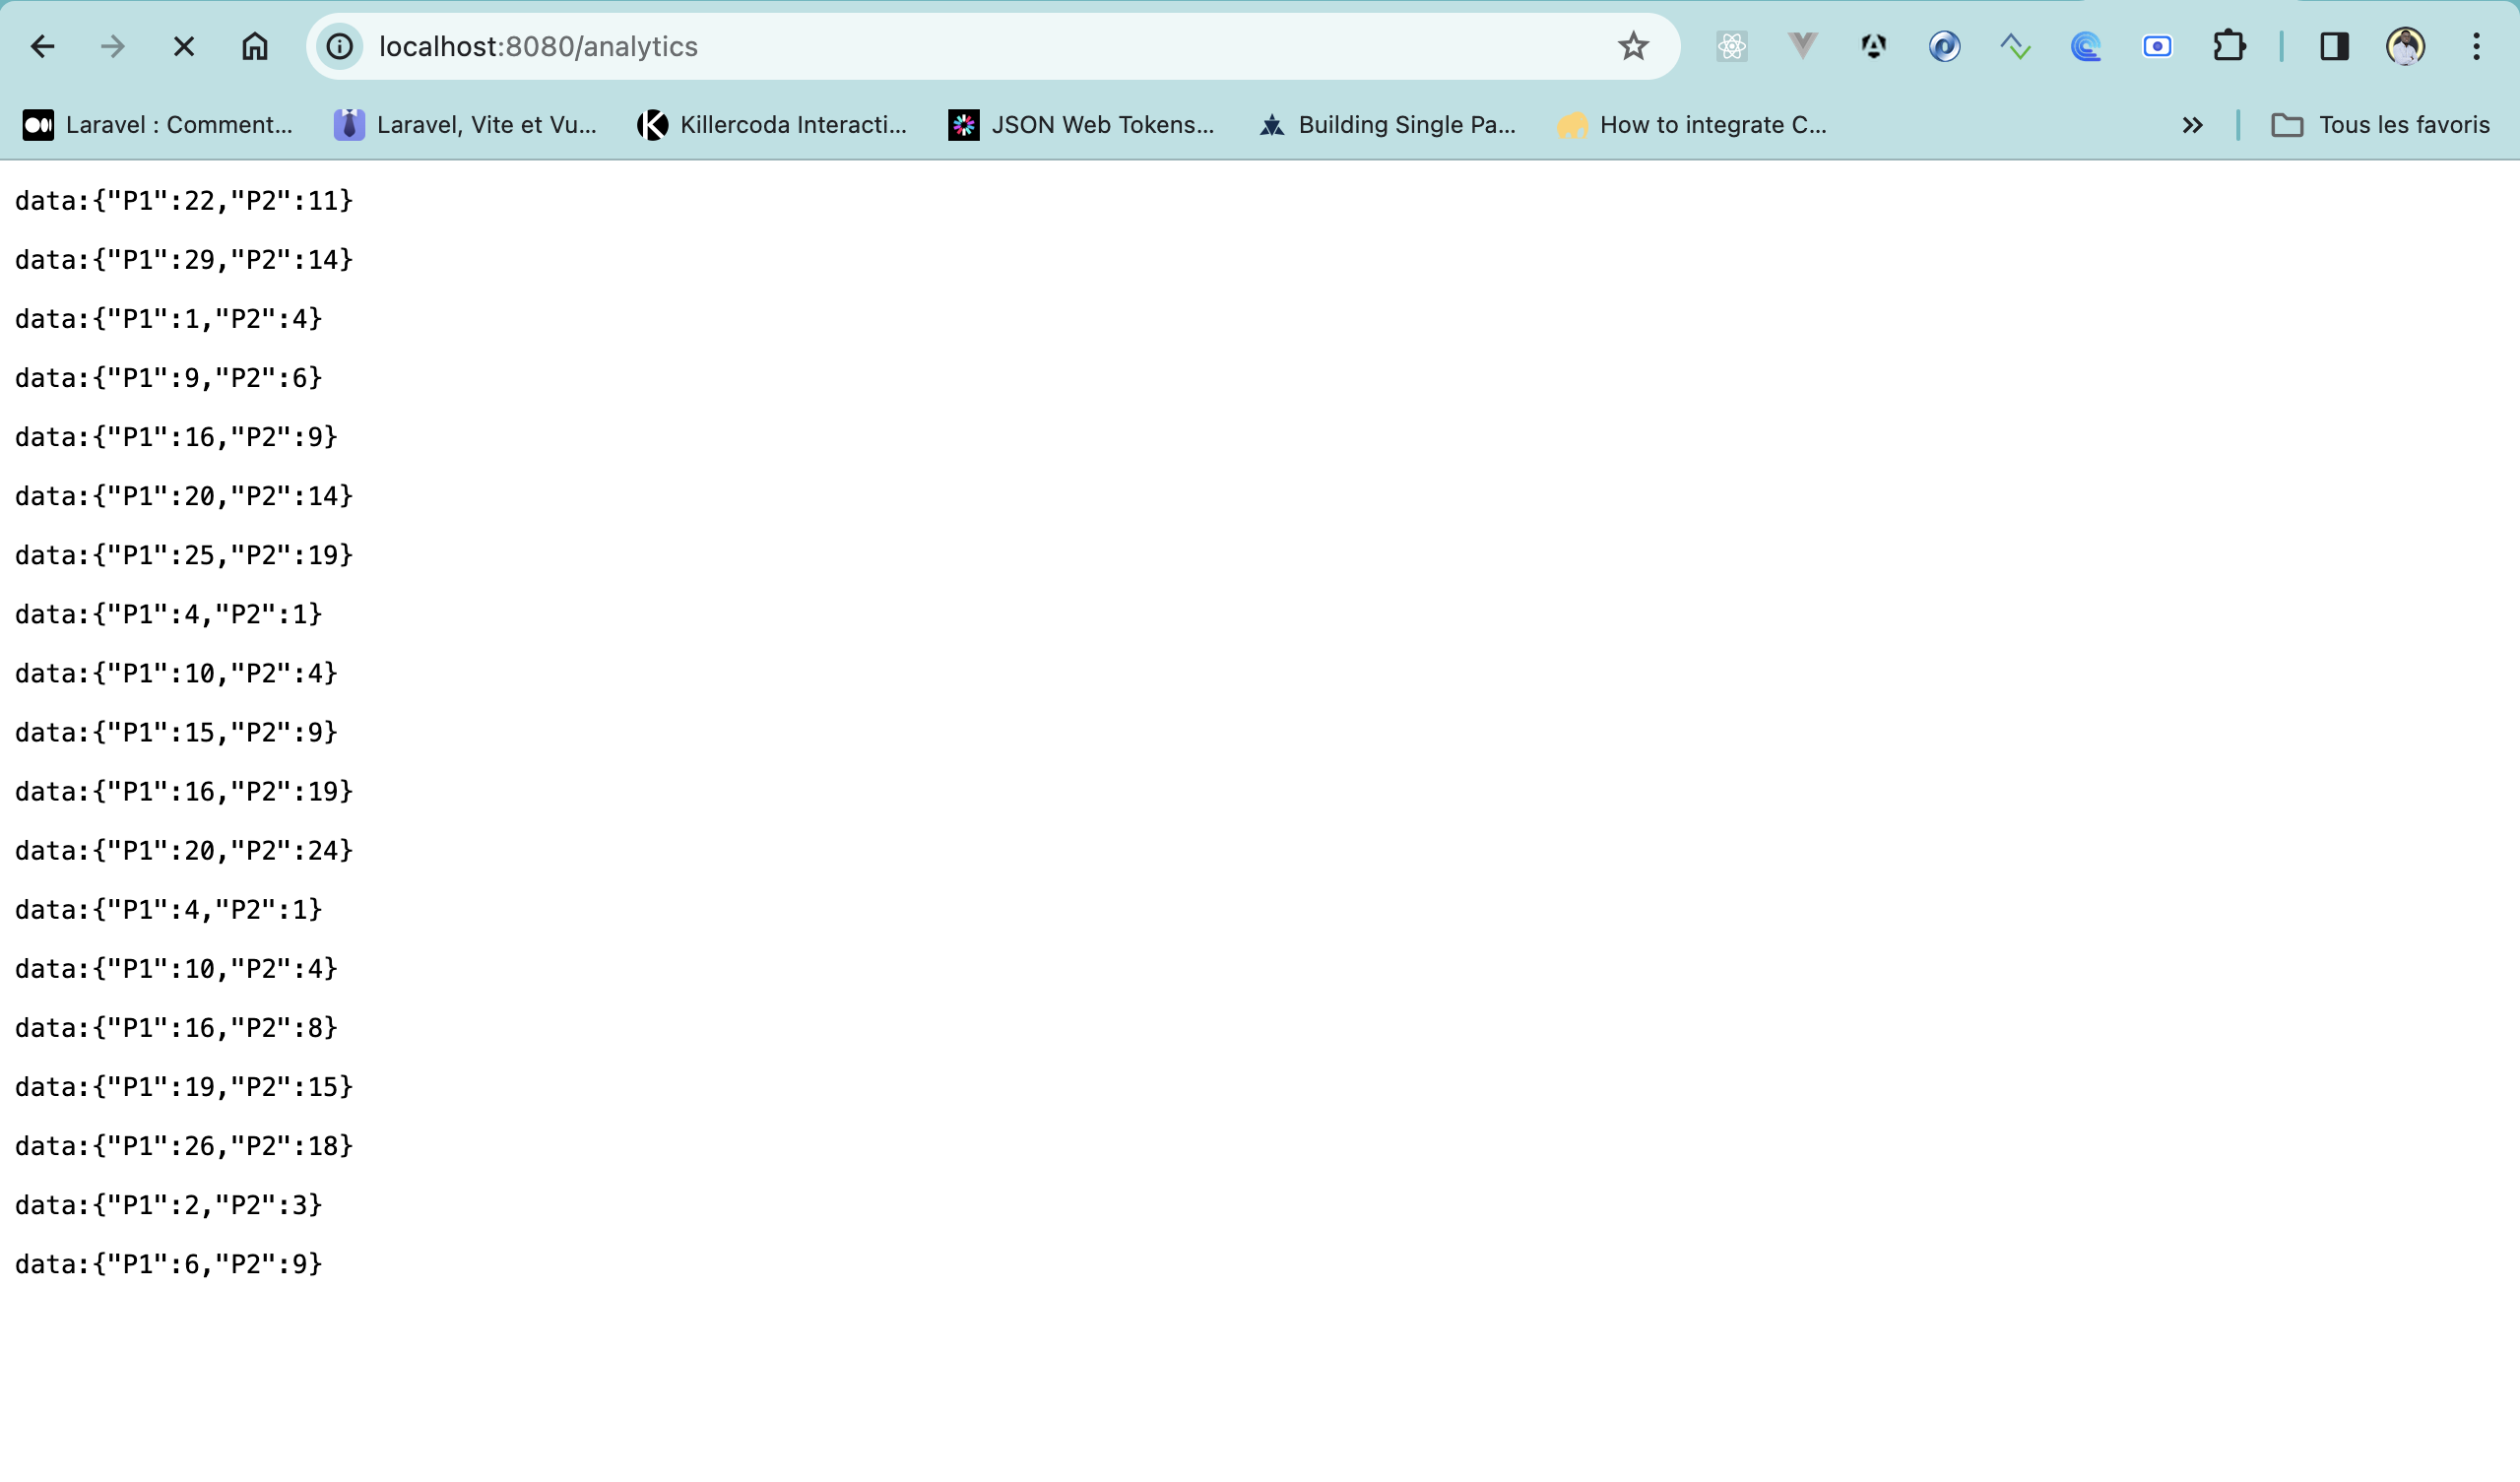 localhost:8080/analytics
Laravel : Comment... Laravel, Vite et Vu... Killercoda Interacti... JSON Web Tokens... Building Single Pa... How to integrate C... Tous les favoris
data:{"P1":22,"P2":11}
data:{"P1":29,"P2":14}
data:{"P1":1,"P2":4}
data:{"P1":9,"P2":6}
data:{"P1":16,"P2":9}
data:{"P1":20,"P2":14}
data:{"P1":25,"P2":19}
data:{"P1":4,"P2":1}
data:{"P1":10,"P2":4}
data:{"P1":15,"P2":9}
data:{"P1":16,"P2":19}
data:{"P1":20,"P2":24}
data:{"P1":4,"P2":1}
data:{"P1":10,"P2":4}
data:{"P1":16,"P2":8}
data:{"P1":19,"P2":15}
data:{"P1":26,"P2":18}
data:{"P1":2,"P2":3}
data:{"P1":6,"P2":9}